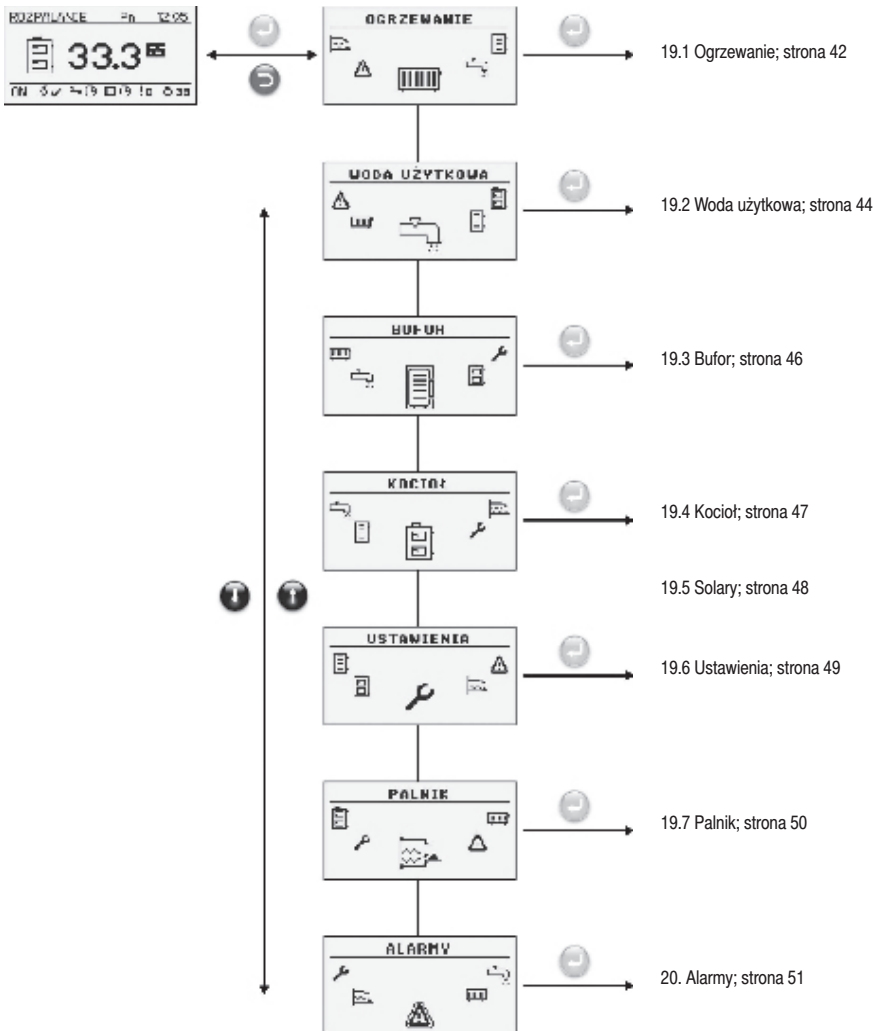 ROZPALANIE Pn 12:05
33.3
ON
OGRZEWANIE
19.1 Ogrzewanie; strona 42
WODA UŻYTKOWA
19.2 Woda użytkowa; strona 44
BUFOR
19.3 Bufor; strona 46
KOCIOŁ
19.4 Kocioł; strona 47
19.5 Solary; strona 48
USTAWIENIA
19.6 Ustawienia; strona 49
PALNIK
19.7 Palnik; strona 50
ALARMY
20. Alarmy; strona 51